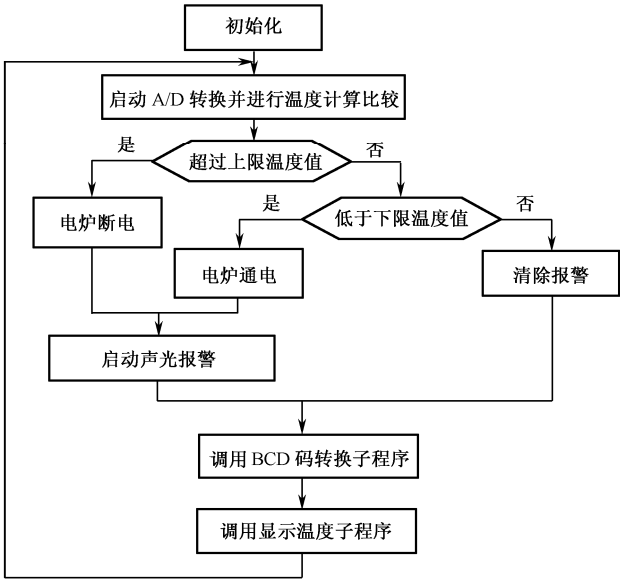 初始化
启动 A/D 转换并进行温度计算比较
是
超过上限温度值
否
电炉断电
是
低于下限温度值
否
电炉通电
清除报警
启动声光报警
调用 BCD 码转换子程序
调用显示温度子程序